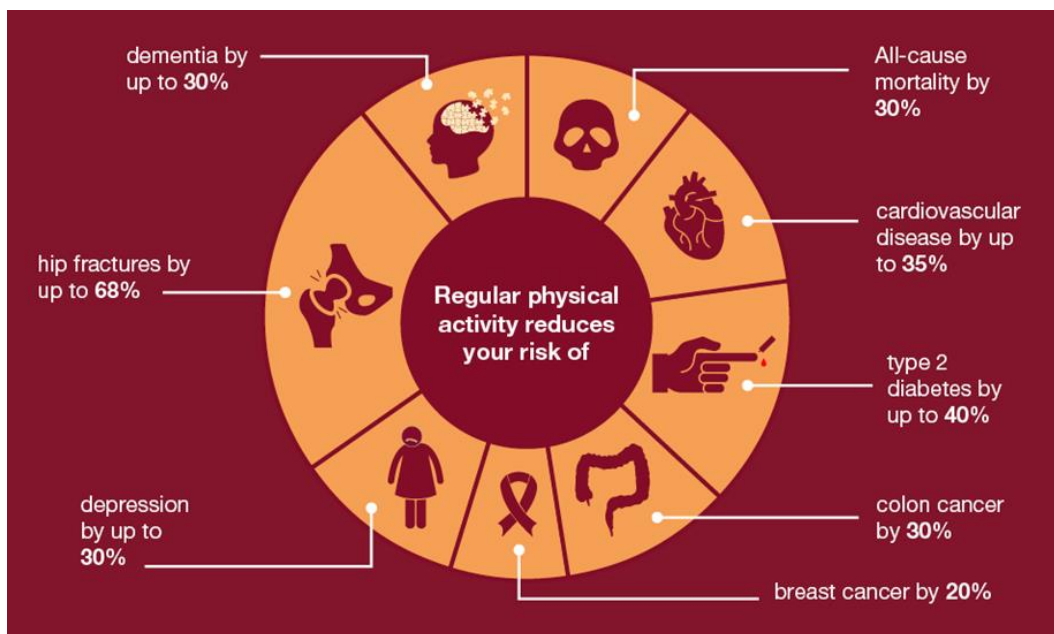 Regular physical
activity reduces
your risk of
All-cause
mortality by
30%
cardiovascular
disease by up
to 35%
type 2
diabetes by
up to 40%
colon cancer
by 30%
breast cancer by 20%
depression
by up to
30%
hip fractures by
up to 68%
dementia by
up to 30%